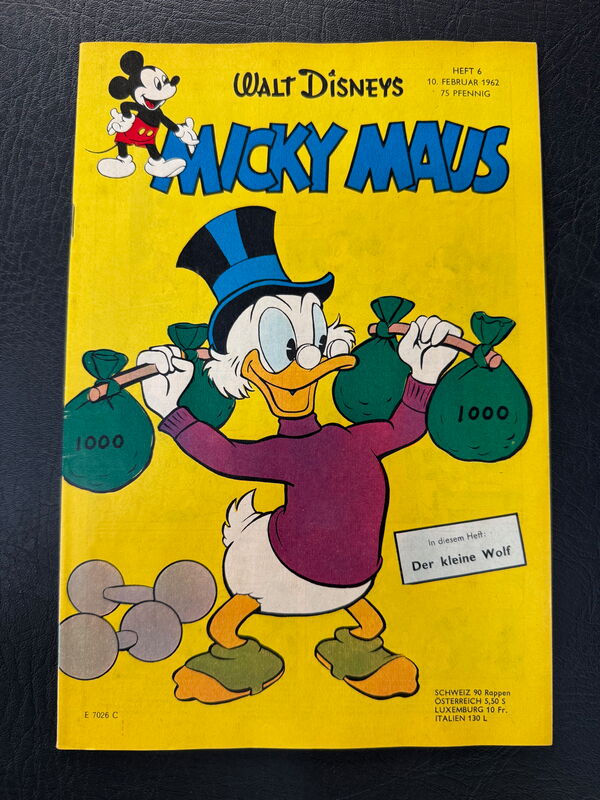 WALT DISNEYS
HEFT 6
10. FEBRUAR 1962
75 PFENNIG
MICKY MAUS
1000
1000
In diesem Heft:
Der kleine Wolf
SCHWEIZ 90 Rappen
ÖSTERREICH 5,50 S
LUXEMBURG 10 Fr.
ITALIEN 130 L
E 7026 C